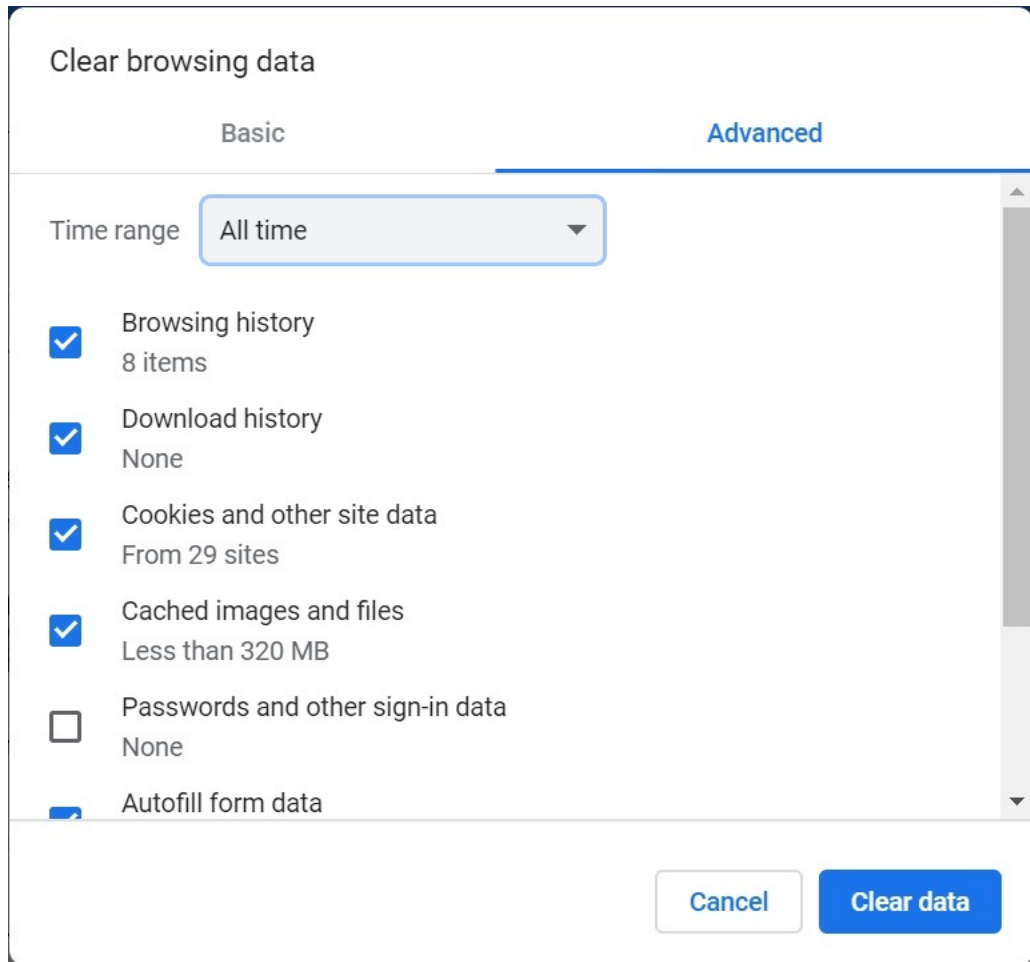 Clear browsing data
Basic
Advanced
Time range
All time
Browsing history
8 items
Download history
None
Cookies and other site data
From 29 sites
Cached images and files
Less than 320 MB
Passwords and other sign-in data
None
Autofill form data
Cancel
Clear data